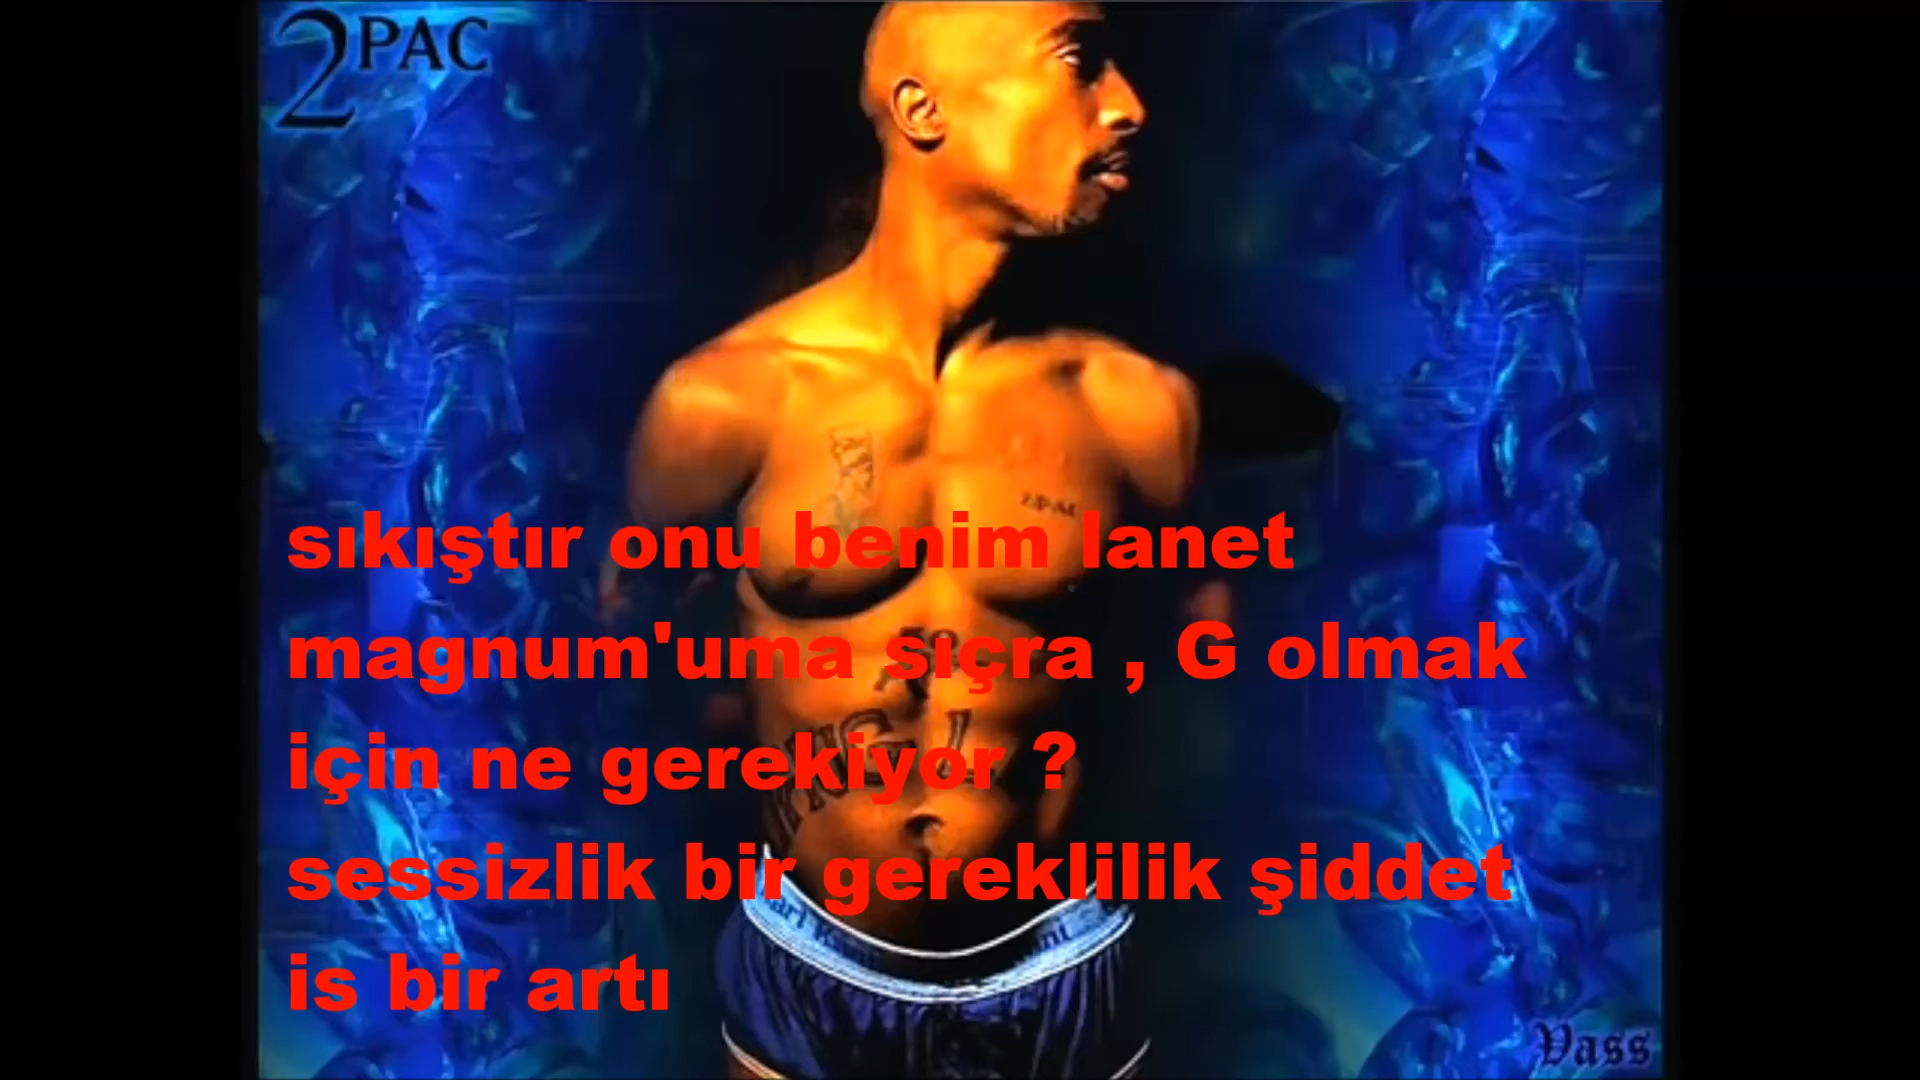 2PAC
2PAC
sıkıştır onu benim lanet
magnum'uma sıçra , G olmak
için ne gerekiyor ?
sessizlik bir gereklilik şiddet
is bir artı
Vass